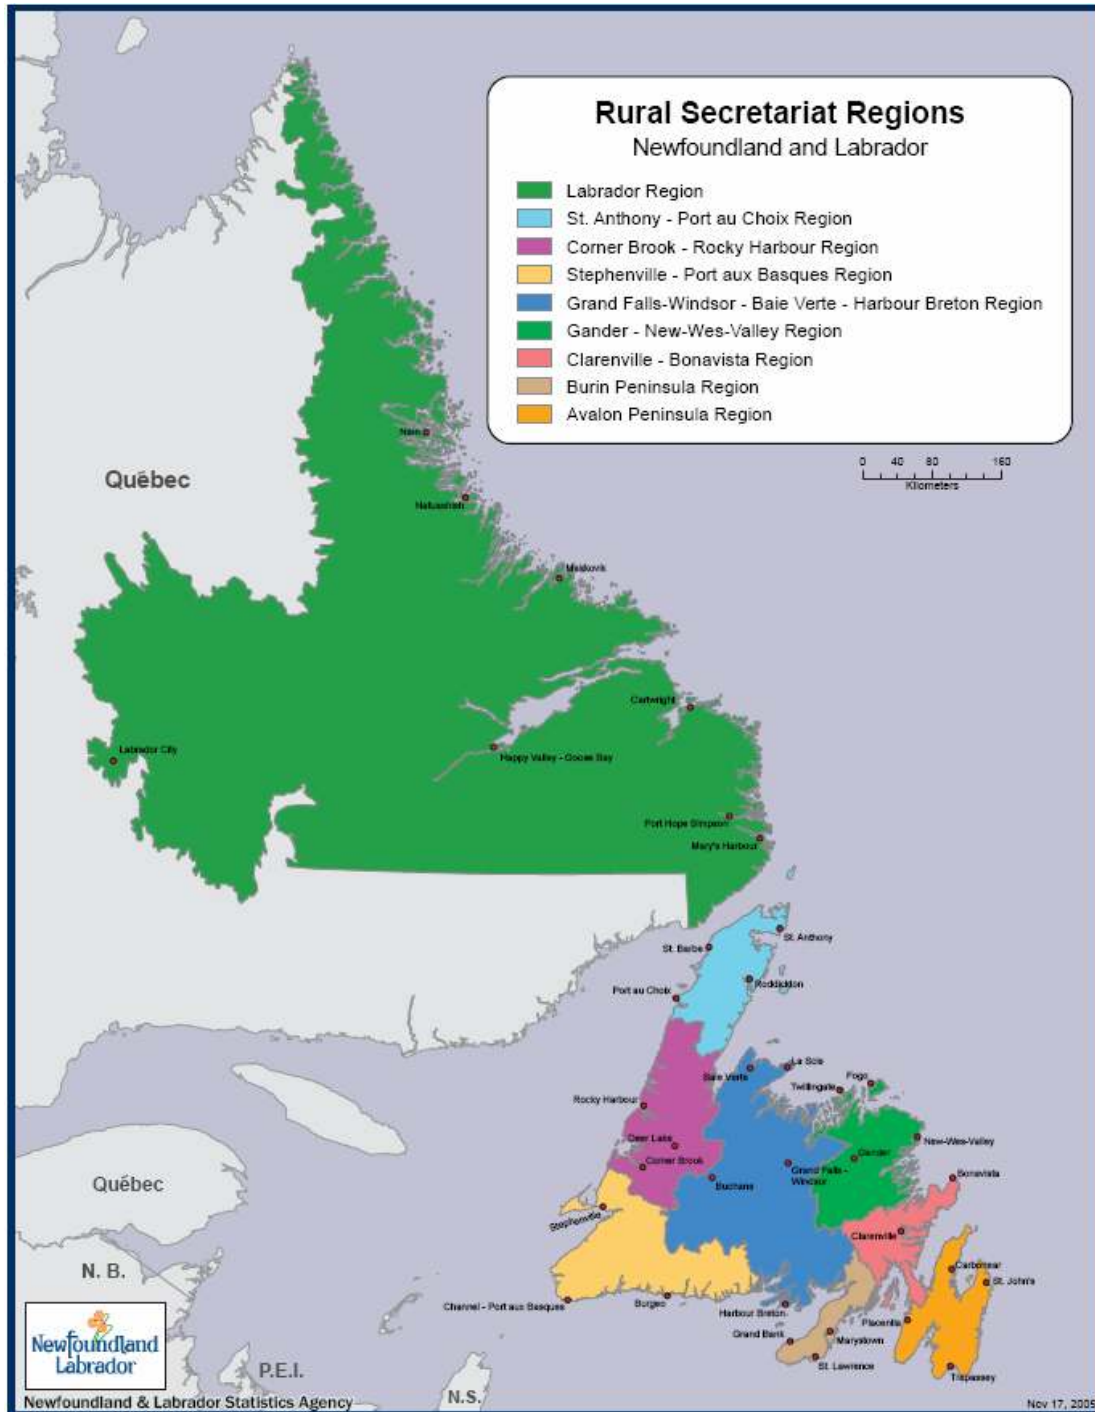 Rural Secretariat Regions
Newfoundland and Labrador
Labrador Region
St. Anthony - Port au Choix Region
Corner Brook - Rocky Harbour Region
Stephenville - Port aux Basques Region
Grand Falls-Windsor - Baie Verte - Harbour Breton Region
Gander - New-Wes-Valley Region
Clarenville - Bonavista Region
Burin Peninsula Region
Avalon Peninsula Region
0 40 80 160
Kilometers
Nain
Québec
Natuashish
Makkovik
Cartwright
Labrador City
Happy Valley - Goose Bay
Port Hope Simpson
Mary's Harbour
St. Anthony
St. Barbe
Roddickton
Port au Choix
La Scie
Baie Verte
Fogo
Twillingate
Rocky Harbour
New-Wes-Valley
Deer Lake
Gander
Corner Brook
Grand Falls -
Windsor
Bonavista
Buchans
Québec
Stephenville
Clarenville
Carbonear
N. B.
St. John's
Channel - Port aux Basques
Burgeo
Harbour Breton
Placentia
Grand Bank
Marystown
St. Lawrence
Trepassey
Newfoundland
Labrador
P.E.I.
N.S.
Newfoundland & Labrador Statistics Agency
Nov 17, 2005